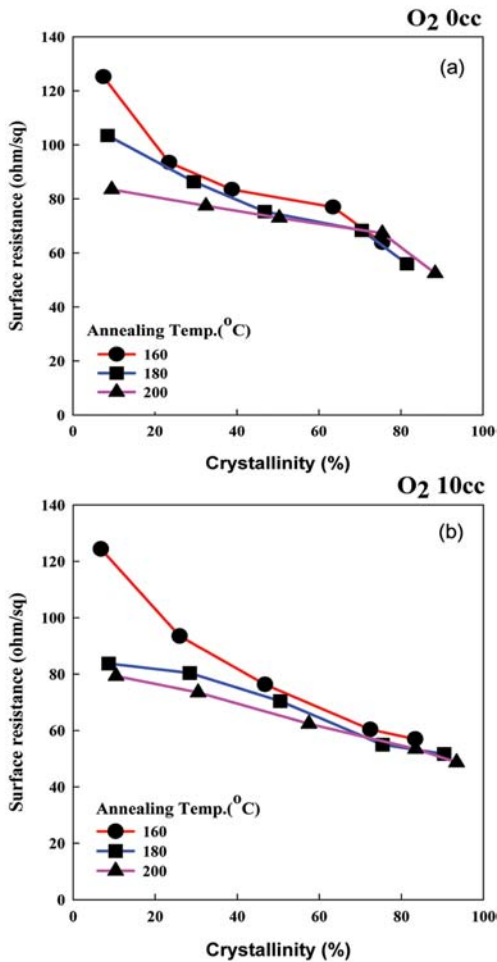 O2 0cc
(a)
140
120
100
80
60
40
20
0
Surface resistance (ohm/sq)
Annealing Temp.(°C)
160
180
200
0 20 40 60 80 100
Crystallinity (%)
O2 10cc
(b)
140
120
100
80
60
40
20
0
Surface resistance (ohm/sq)
Annealing Temp.(°C)
160
180
200
0 20 40 60 80 100
Crystallinity (%)